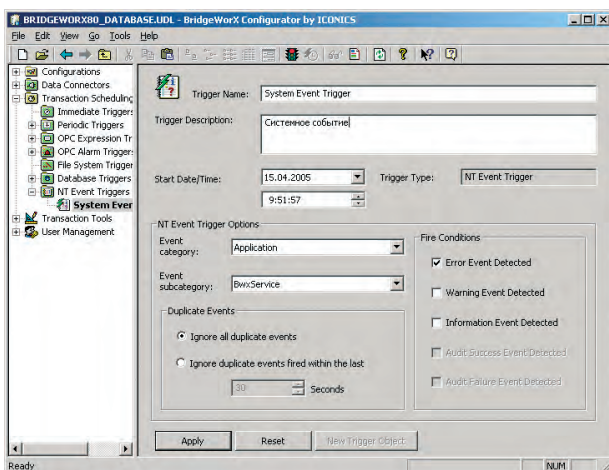 BRIDGEWORX80_DATABASE.UDL - BridgeWorX Configurator by ICONICS
File Edit View Go Tools Help
Configurations
Data Connectors
Transaction Scheduling
Immediate Triggers
Periodic Triggers
OPC Expression Tr
OPC Alarm Triggers
File System Trigger
Database Triggers
NT Event Triggers
System Ever
Transaction Tools
User Management
Trigger Name: System Event Trigger
Trigger Description: Системное событие
Start Date/Time: 15.04.2005 Trigger Type: NT Event Trigger
9:51:57
NT Event Trigger Options
Event category: Application
Event subcategory: BwxService
Duplicate Events
Ignore all duplicate events
Ignore duplicate events fired within the last
30 Seconds
Fire Conditions
Error Event Detected
Warning Event Detected
Information Event Detected
Audit Success Event Detected
Audit Failure Event Detected
Apply Reset New Trigger Object
Ready NUM